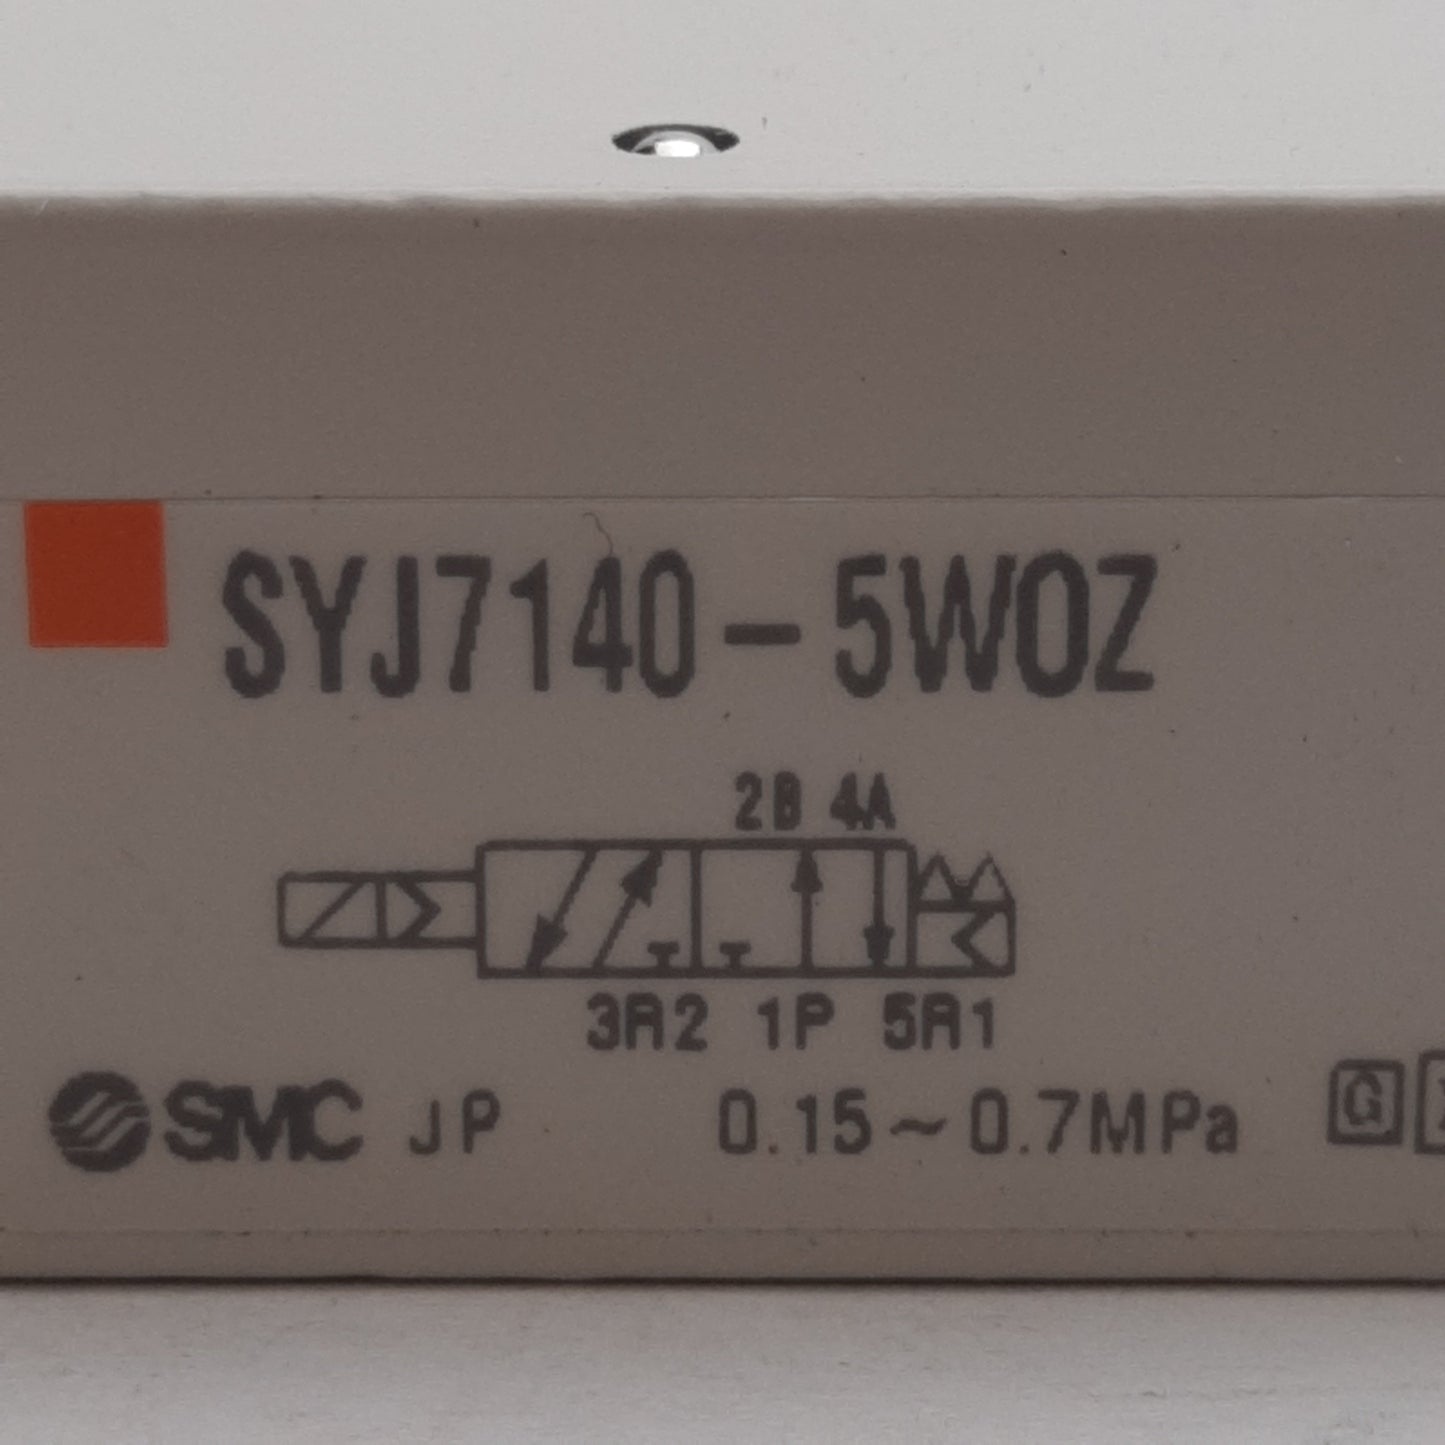 SYJ7140-5WOZ
2B 4A
3R2 1P 5R1
SMC JP 0.15~0.7MPa G